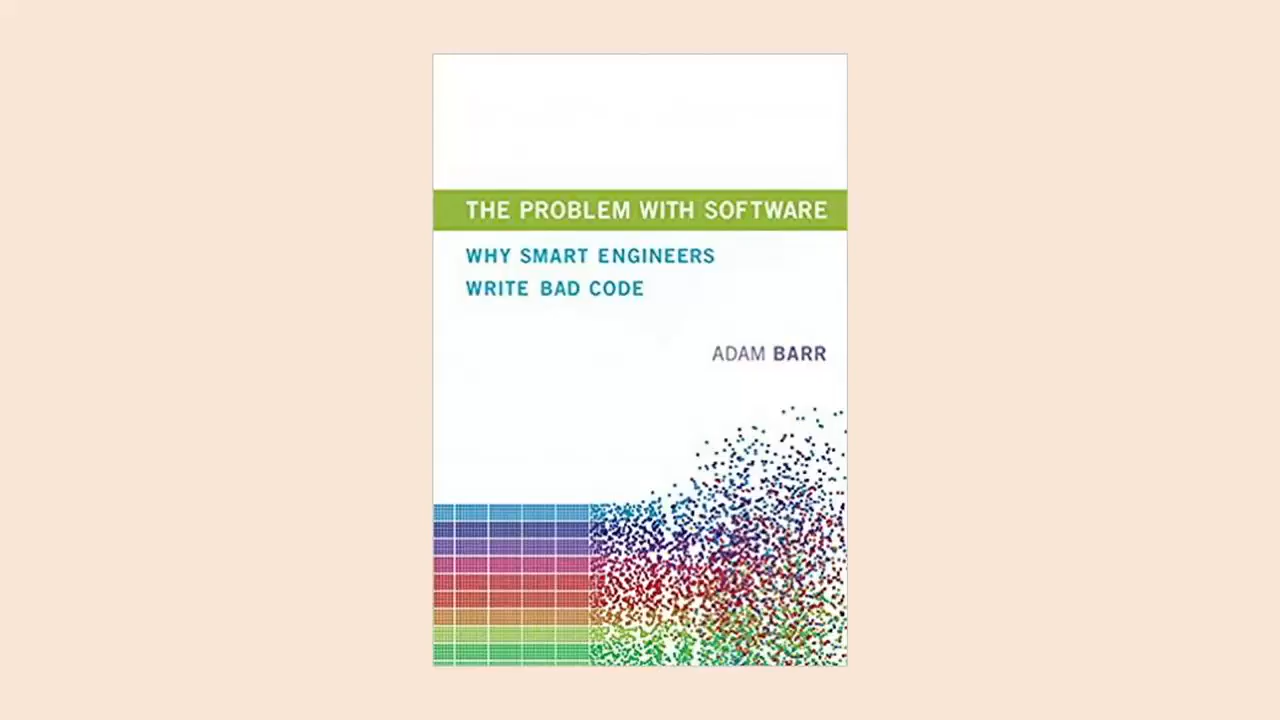 THE PROBLEM WITH SOFTWARE
WHY SMART ENGINEERS
WRITE BAD CODE
ADAM BARR